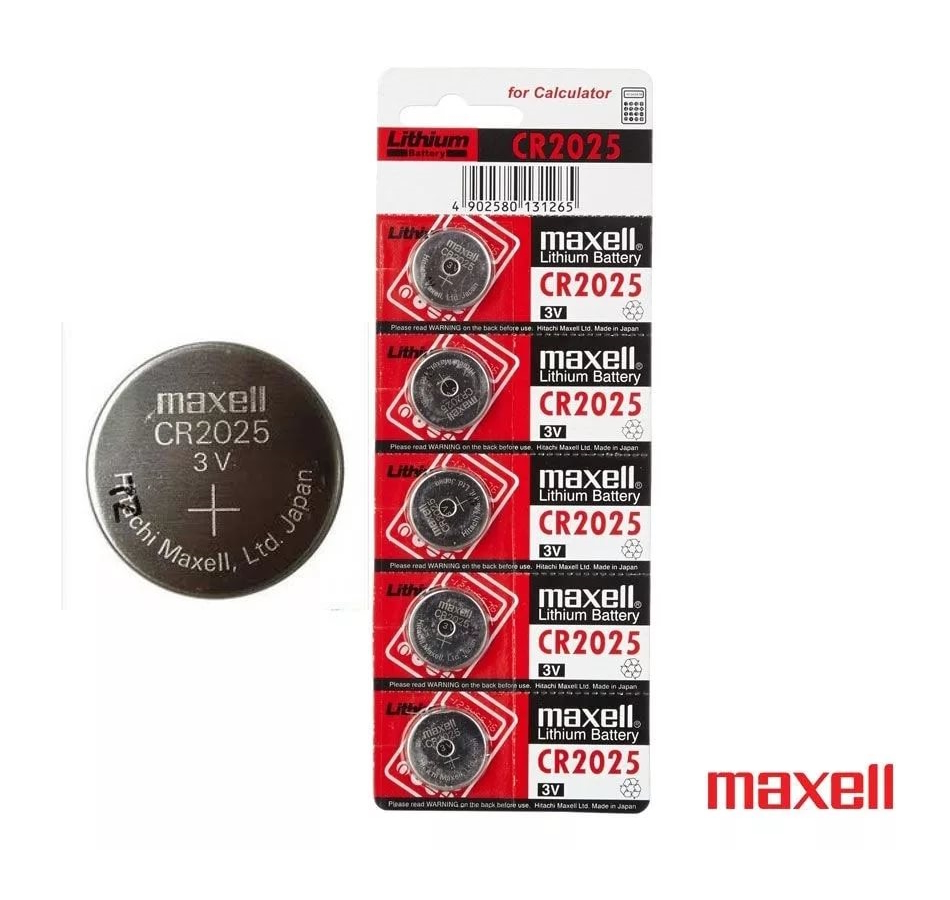 for Calculator
Lithium
Battery
CR2025
4 902580 131265
maxell
CR2025
3 V
+
Hitachi Maxell, Ltd. Japan
maxell®
Lithium Battery
CR2025
3V
Please read WARNING on the back before use. Hitachi Maxell Ltd. Made in Japan
maxell®
Lithium Battery
CR2025
3V
Please read WARNING on the back before use. Hitachi Maxell Ltd. Made in Japan
maxell®
Lithium Battery
CR2025
3V
Please read WARNING on the back before use. Hitachi Maxell Ltd. Made in Japan
maxell®
Lithium Battery
CR2025
3V
Please read WARNING on the back before use. Hitachi Maxell Ltd. Made in Japan
maxell®
Lithium Battery
CR2025
3V
Please read WARNING on the back before use. Hitachi Maxell Ltd. Made in Japan
maxell